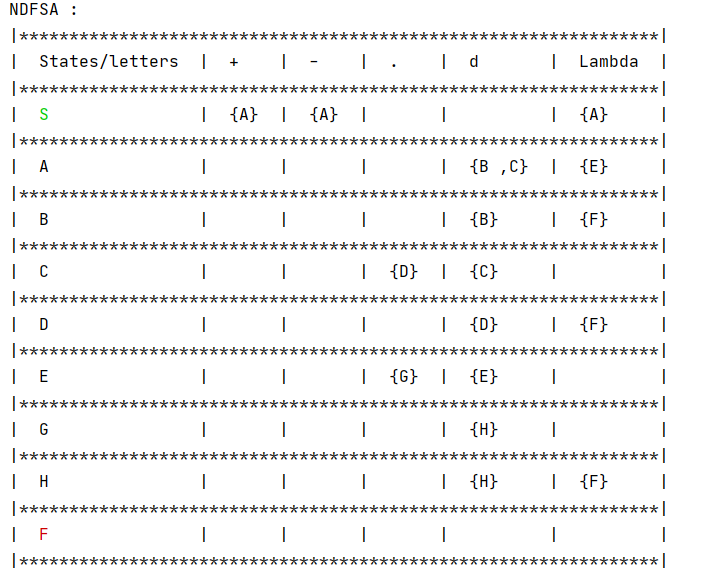 NDFSA :
|****************************************************************|
|  States/letters  |  +    |  -    |  .    |  d       |  Lambda  |
|****************************************************************|
|  S               |  {A}  |  {A}  |       |          |  {A}     |
|****************************************************************|
|  A               |       |       |       |  {B ,C}  |  {E}     |
|****************************************************************|
|  B               |       |       |       |  {B}     |  {F}     |
|****************************************************************|
|  C               |       |       |  {D}  |  {C}     |          |
|****************************************************************|
|  D               |       |       |       |  {D}     |  {F}     |
|****************************************************************|
|  E               |       |       |  {G}  |  {E}     |          |
|****************************************************************|
|  G               |       |       |       |  {H}     |          |
|****************************************************************|
|  H               |       |       |       |  {H}     |  {F}     |
|****************************************************************|
|  F               |       |       |       |          |          |
|****************************************************************|